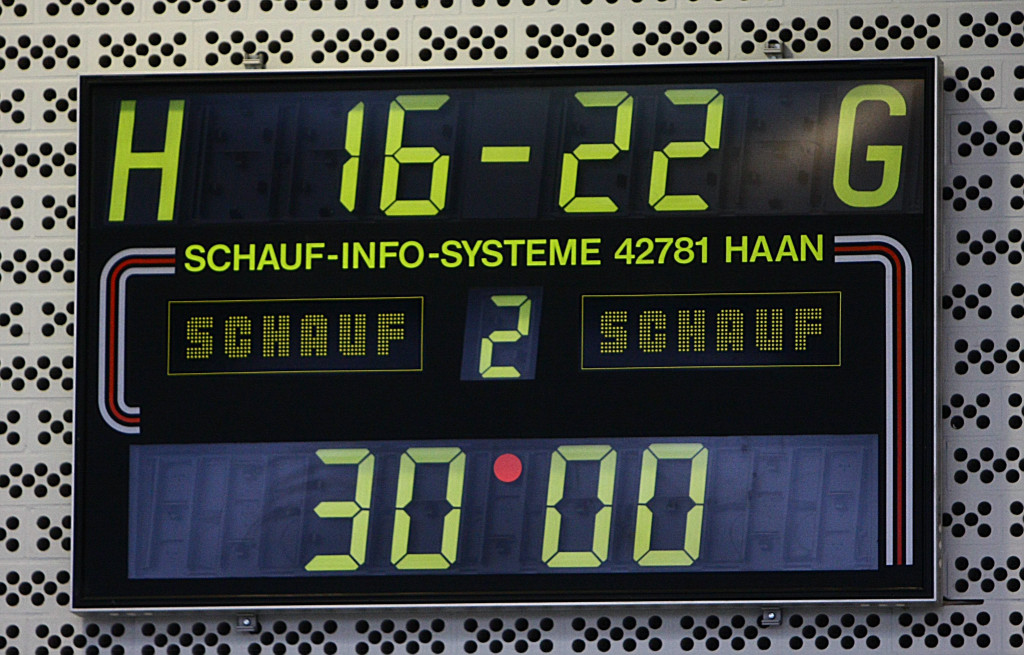 H 16-22 G
SCHAUF-INFO-SYSTEME 42781 HAAN
SCHAUF 2 SCHAUF
30 00